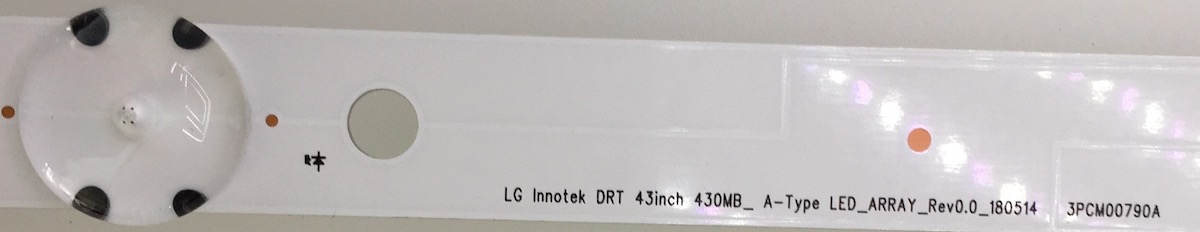 LG Innotek DRT 43inch 430MB_ A-Type LED_ARRAY_Rev0.0_180514 3PCM00790A